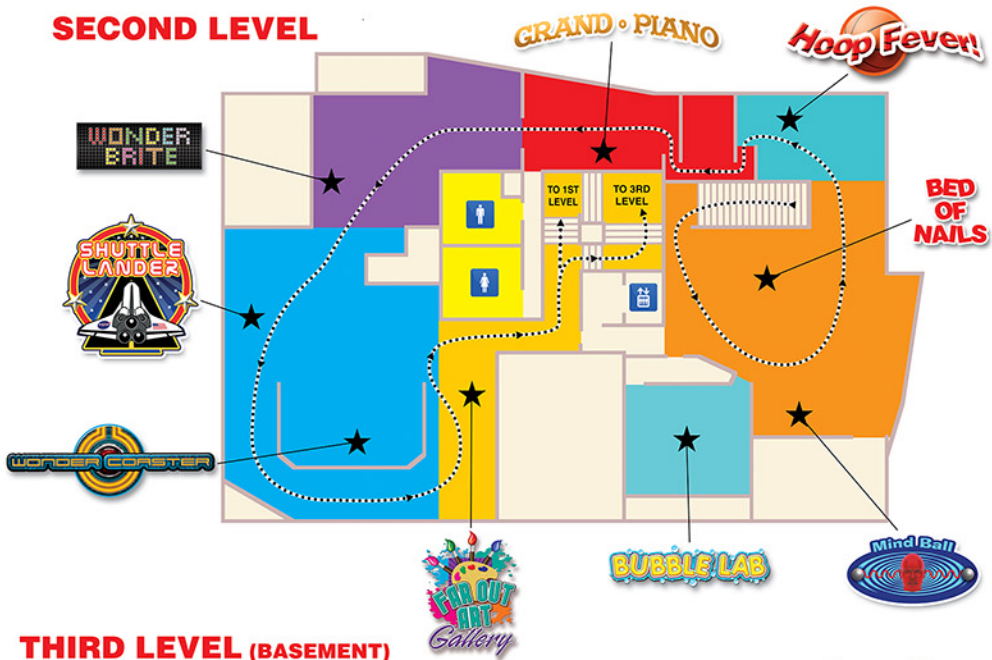 SECOND LEVEL
GRAND PIANO
Hoop Fever!
WONDER
BRITE
TO 1ST
LEVEL
TO 3RD
LEVEL
BED
OF
NAILS
SHUTTLE
LANDER
NASA
WONDER COASTER
FAR OUT
ART
Gallery
BUBBLE LAB
Mind Ball
THIRD LEVEL (BASEMENT)